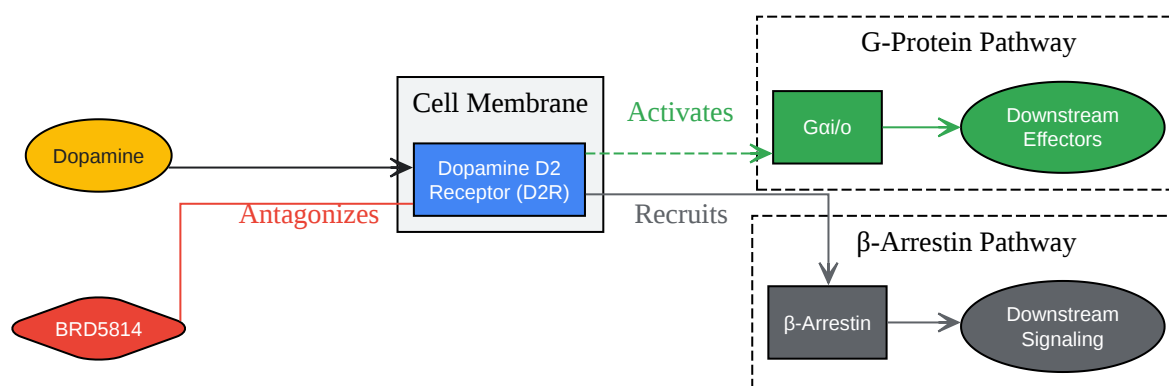 G-Protein Pathway
Cell Membrane
Activates
Gαi/o
Downstream
Effectors
Dopamine
Dopamine D2
Receptor (D2R)
Antagonizes
Recruits
β-Arrestin Pathway
BRD5814
β-Arrestin
Downstream
Signaling